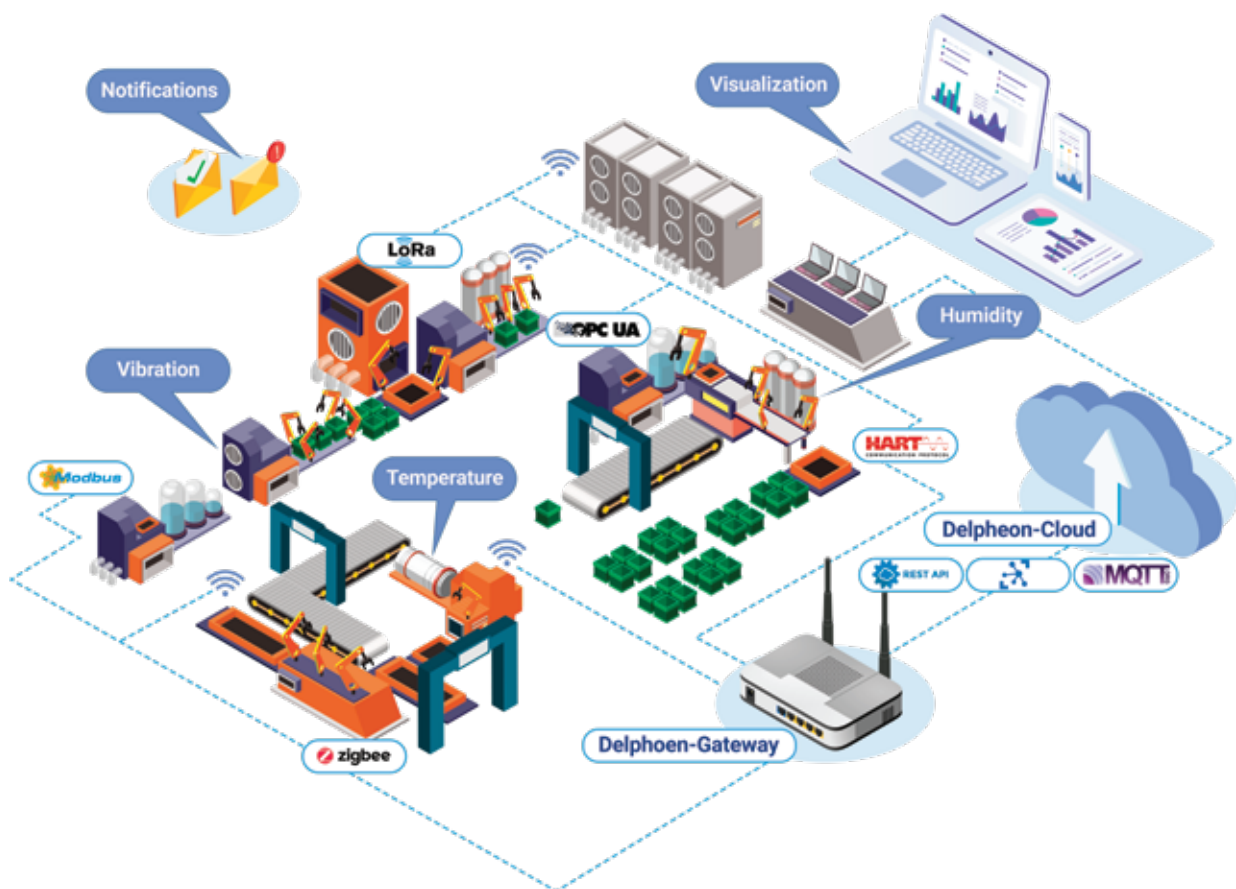 Notifications
Visualization
LoRa
OPC UA
Humidity
Vibration
HART
COMMUNICATION PROTOCOL
Modbus
Temperature
Delpheon-Cloud
REST API
MQTT
Delphoen-Gateway
zigbee